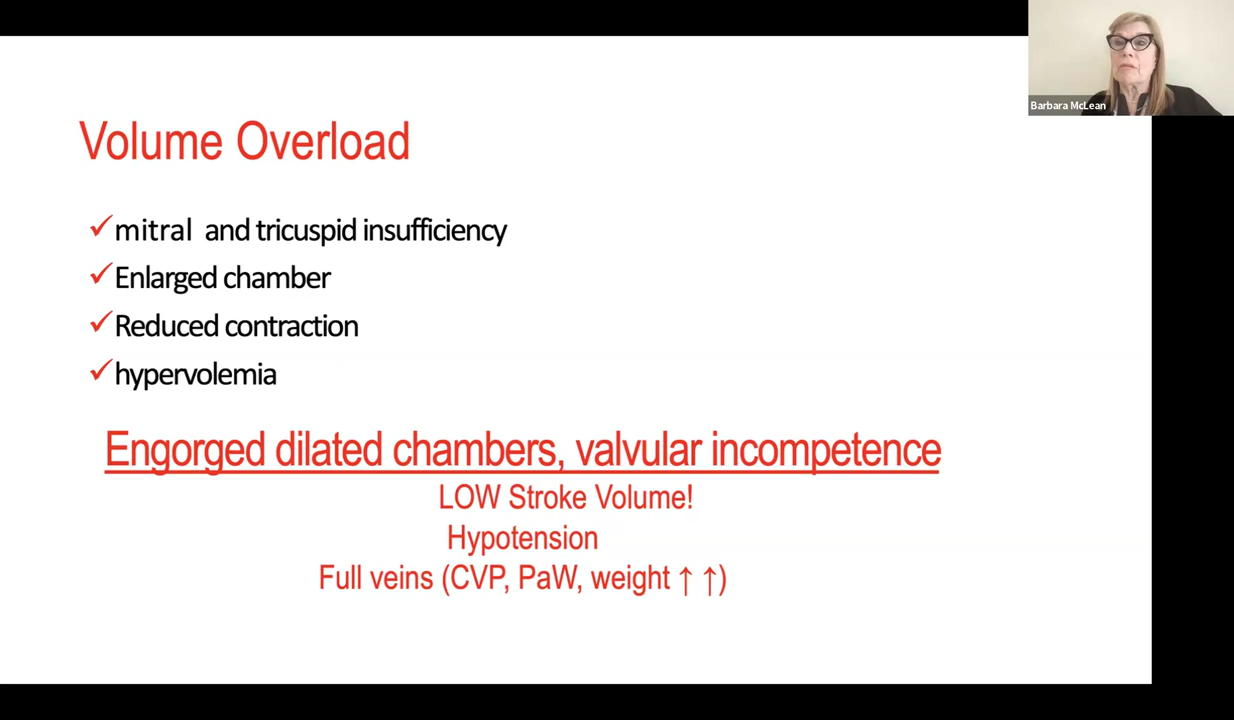 Barbara McLean
Volume Overload
✓mitral and tricuspid insufficiency
✓Enlarged chamber
✓Reduced contraction
✓hypervolemia
Engorged dilated chambers, valvular incompetence
LOW Stroke Volume!
Hypotension
Full veins (CVP, PaW, weight ↑ ↑)